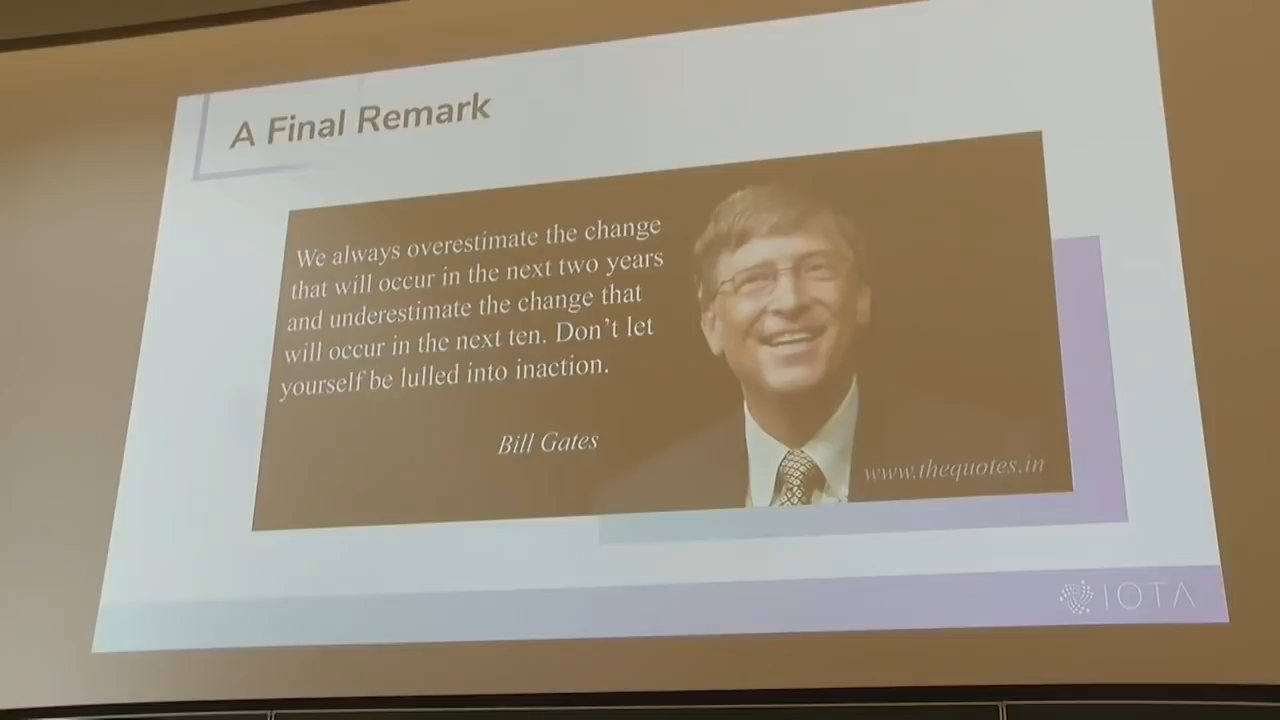 A Final Remark
We always overestimate the change
that will occur in the next two years
and underestimate the change that
will occur in the next ten. Don't let
yourself be lulled into inaction.
Bill Gates
www.thequotes.in
IOTA